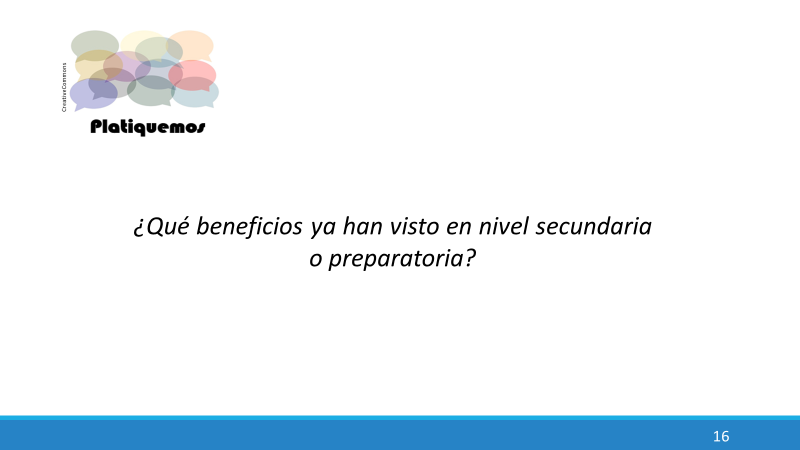 CreativeCommons
Platiquemos
¿Qué beneficios ya han visto en nivel secundaria
o preparatoria?
16